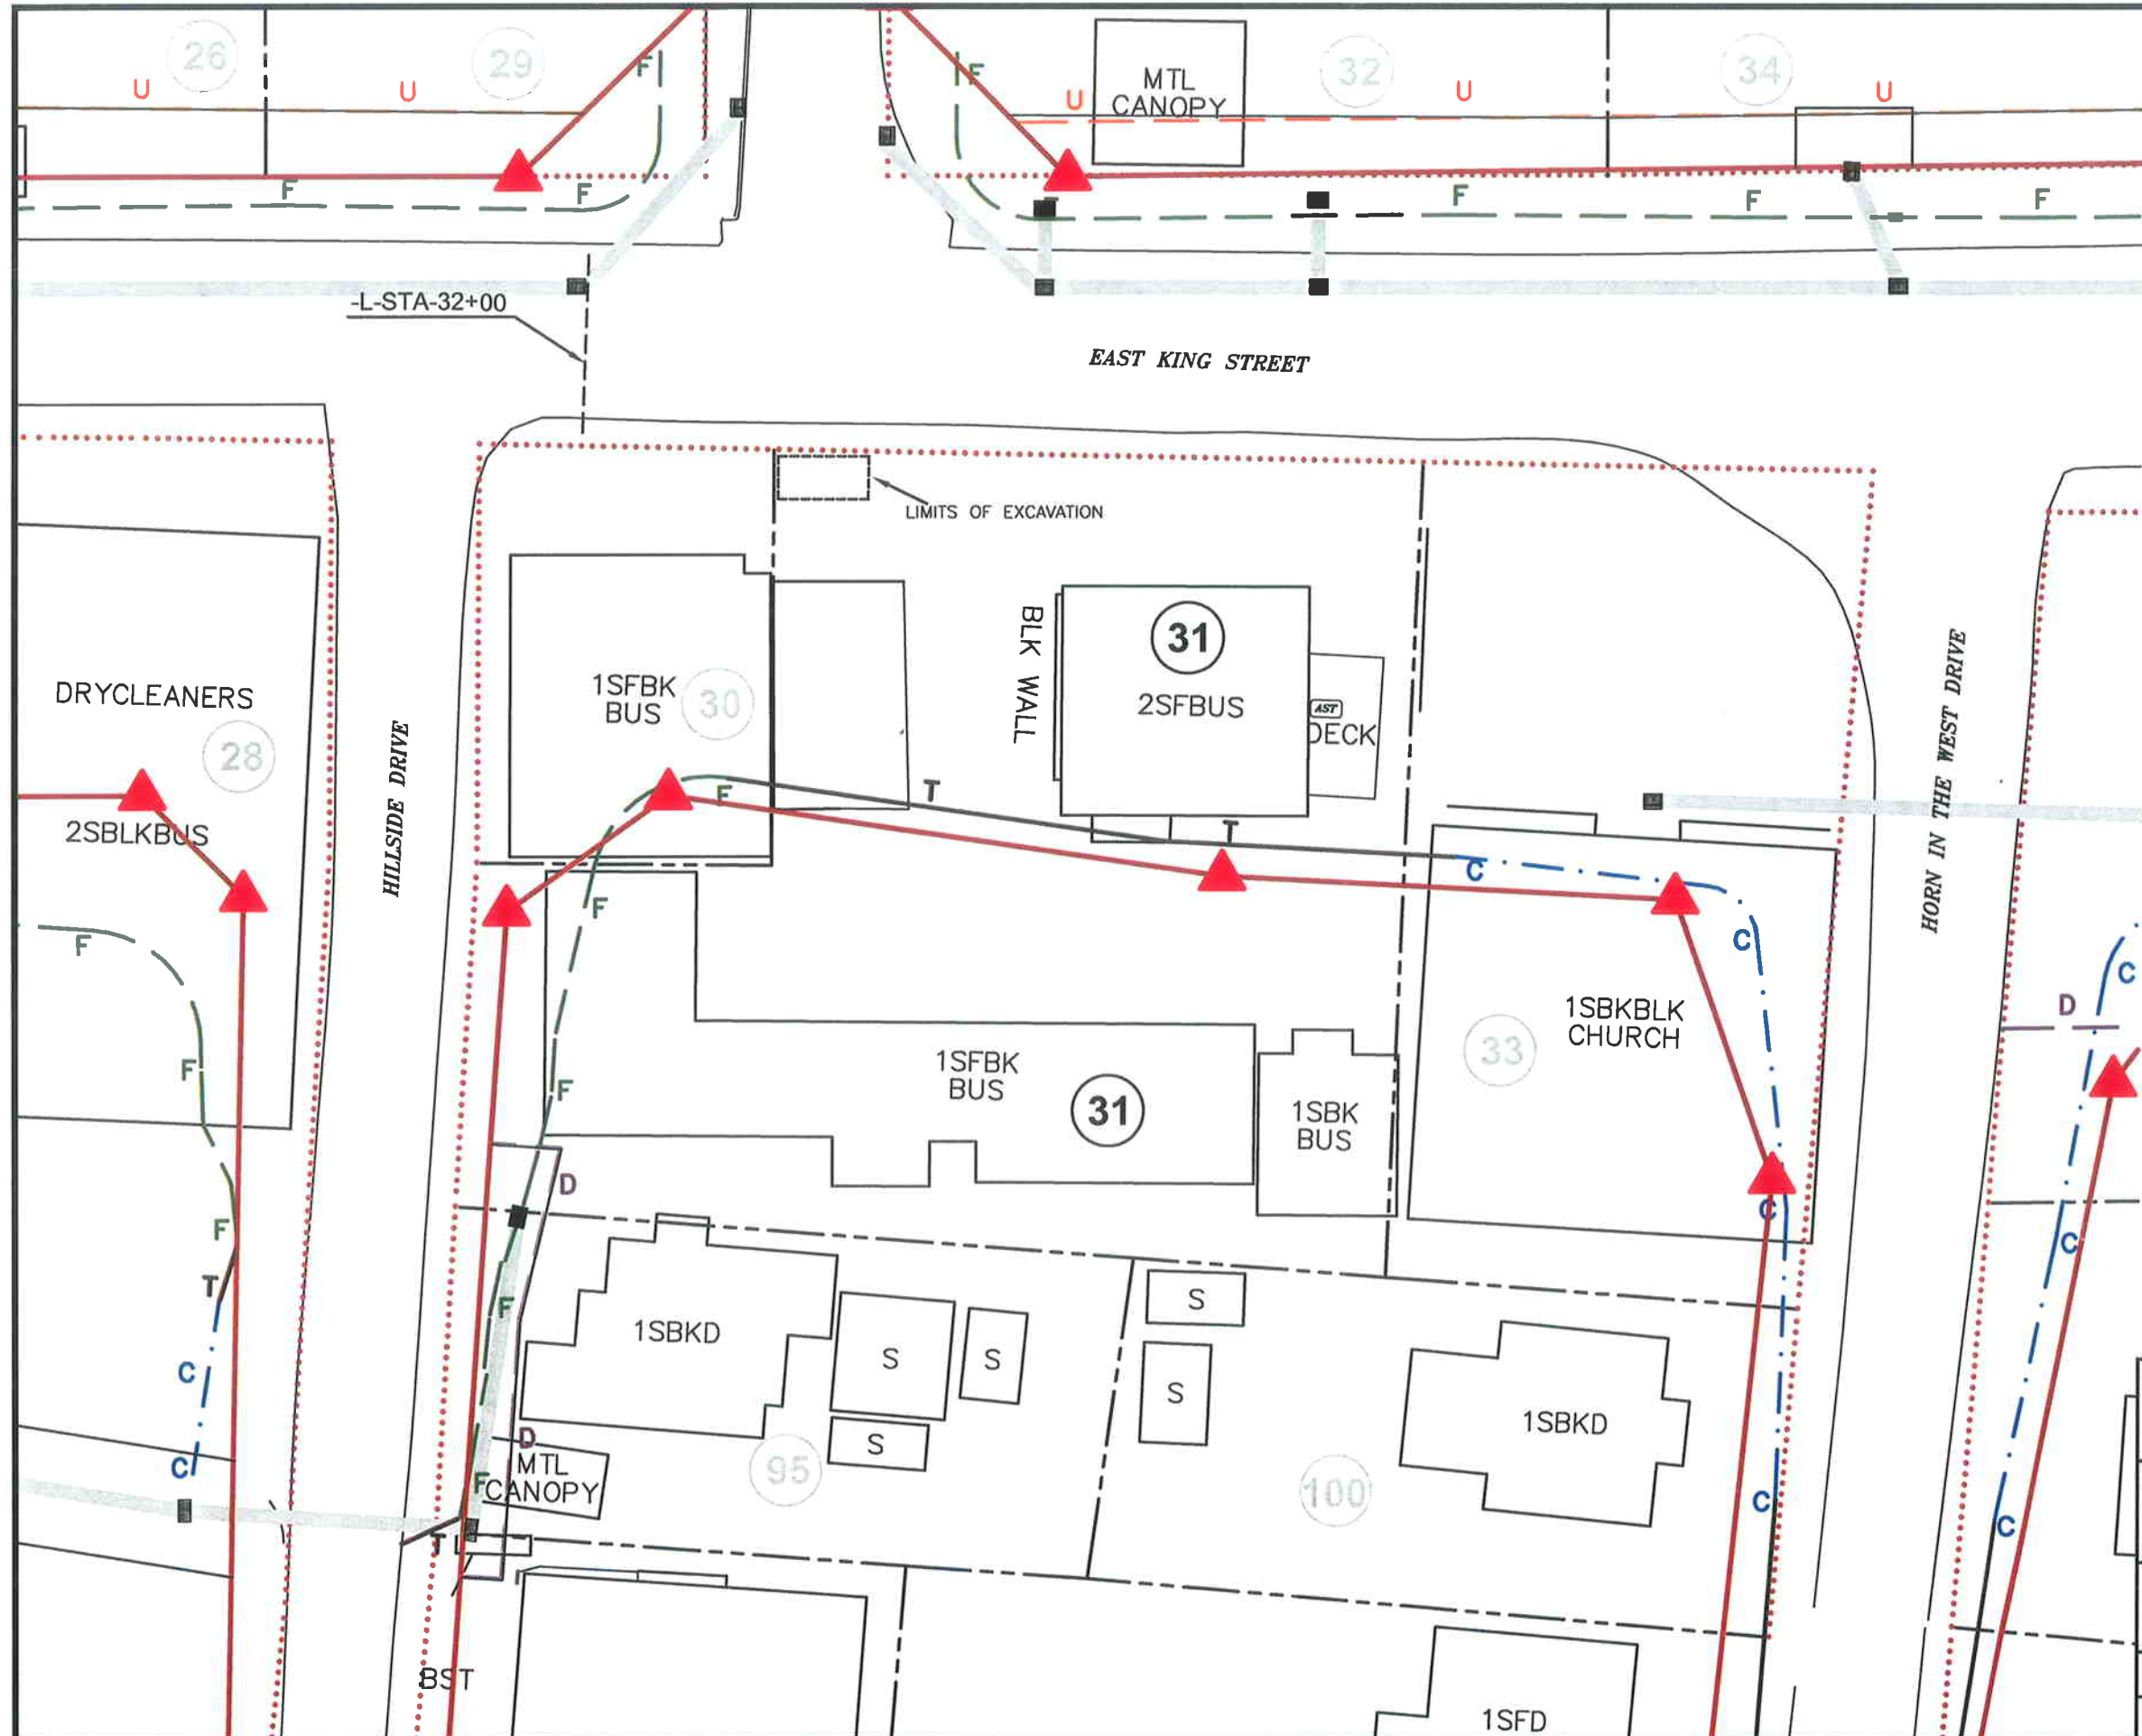 26
29
32
34
U
U
U
U
U
F
F
MTL
CANOPY
F
F
F
F
F
-L-STA-32+00
EAST KING STREET
LIMITS OF EXCAVATION
DRYCLEANERS
28
2SBLKBUS
HILLSIDE DRIVE
1SFBK
BUS
30
BLK WALL
31
2SFBUS
AST
DECK
HORN IN THE WEST DRIVE
F
T
T
C
F
F
C
C
1SBKBLK
CHURCH
33
D
F
1SFBK
BUS
31
F
1SBK
BUS
D
C
F
C
T
F
S
1SBKD
S
S
S
C
1SBKD
S
D
C
MTL
CANOPY
F
95
100
C
C
T
BST
1SFD